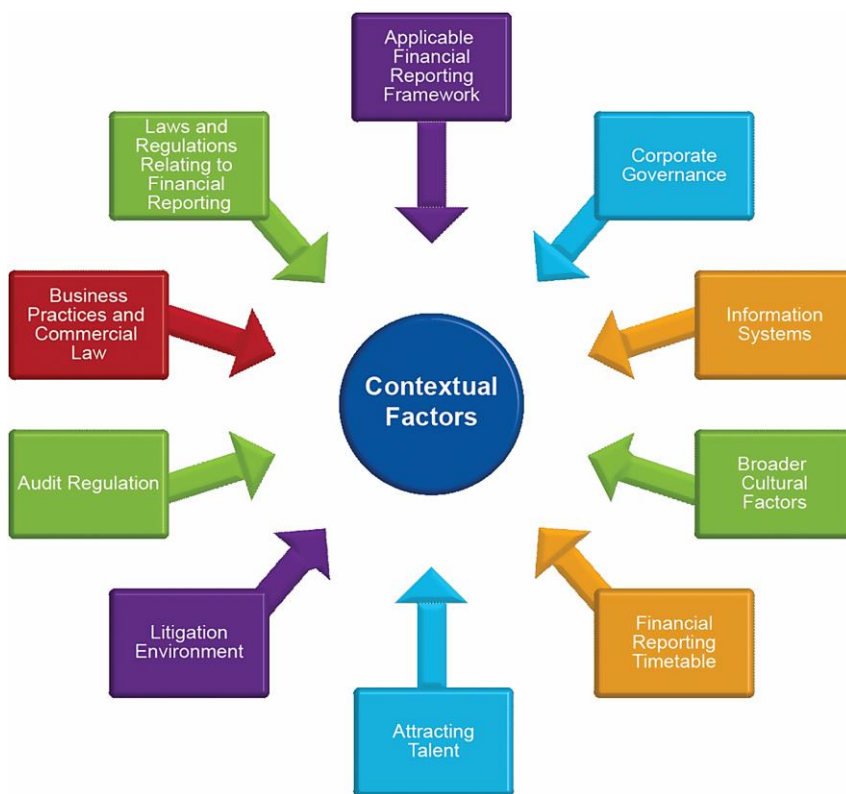 Applicable
Financial
Reporting
Framework
Laws and
Regulations
Relating to
Financial
Reporting
Corporate
Governance
Business
Practices and
Commercial
Law
Information
Systems
Contextual
Factors
Audit Regulation
Broader
Cultural
Factors
Litigation
Environment
Financial
Reporting
Timetable
Attracting
Talent